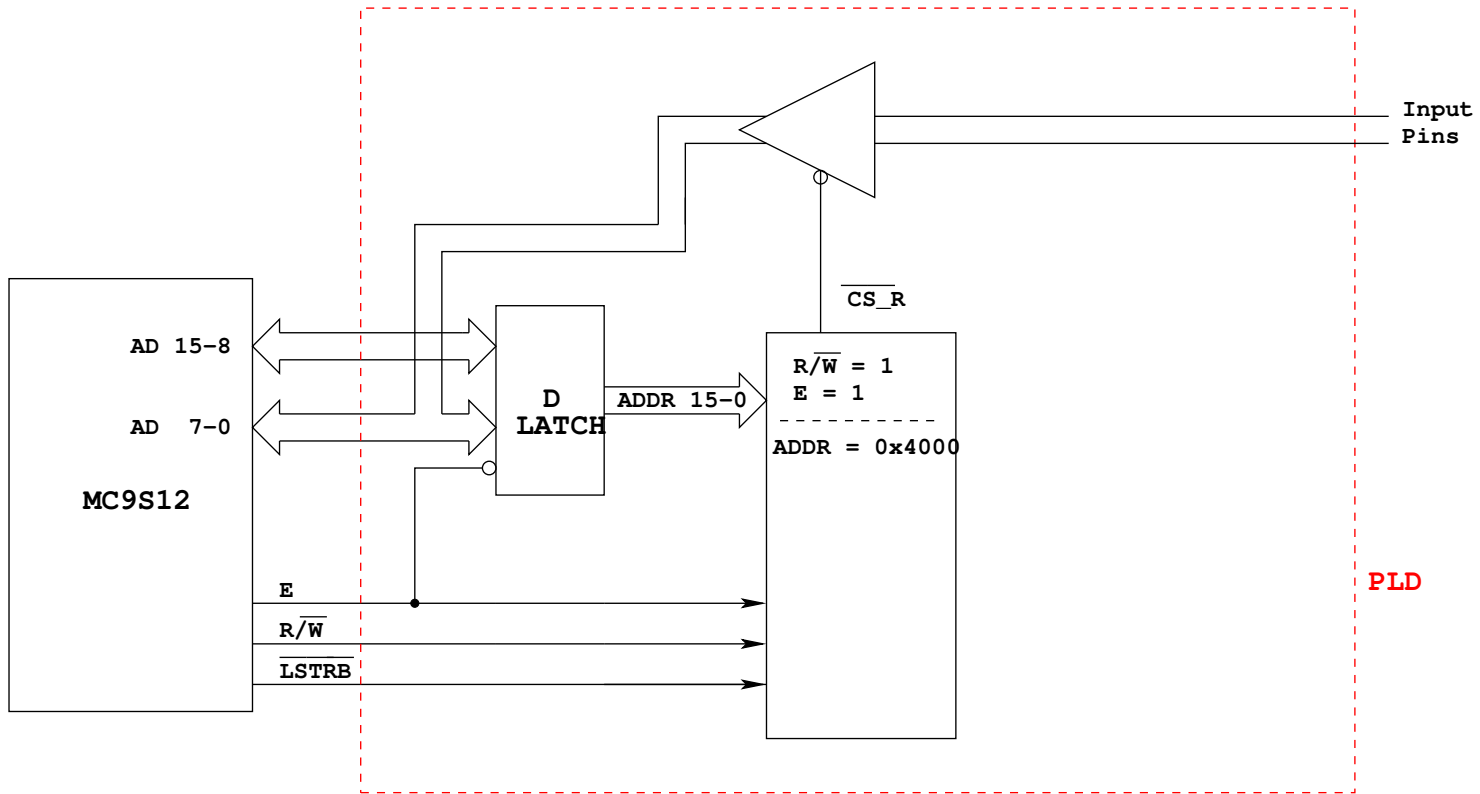 Input
Pins
CS_R
AD 15-8
R/W = 1
E = 1
D
LATCH
ADDR 15-0
AD 7-0
ADDR = 0x4000
MC9S12
PLD
E
R/W
LSTRB